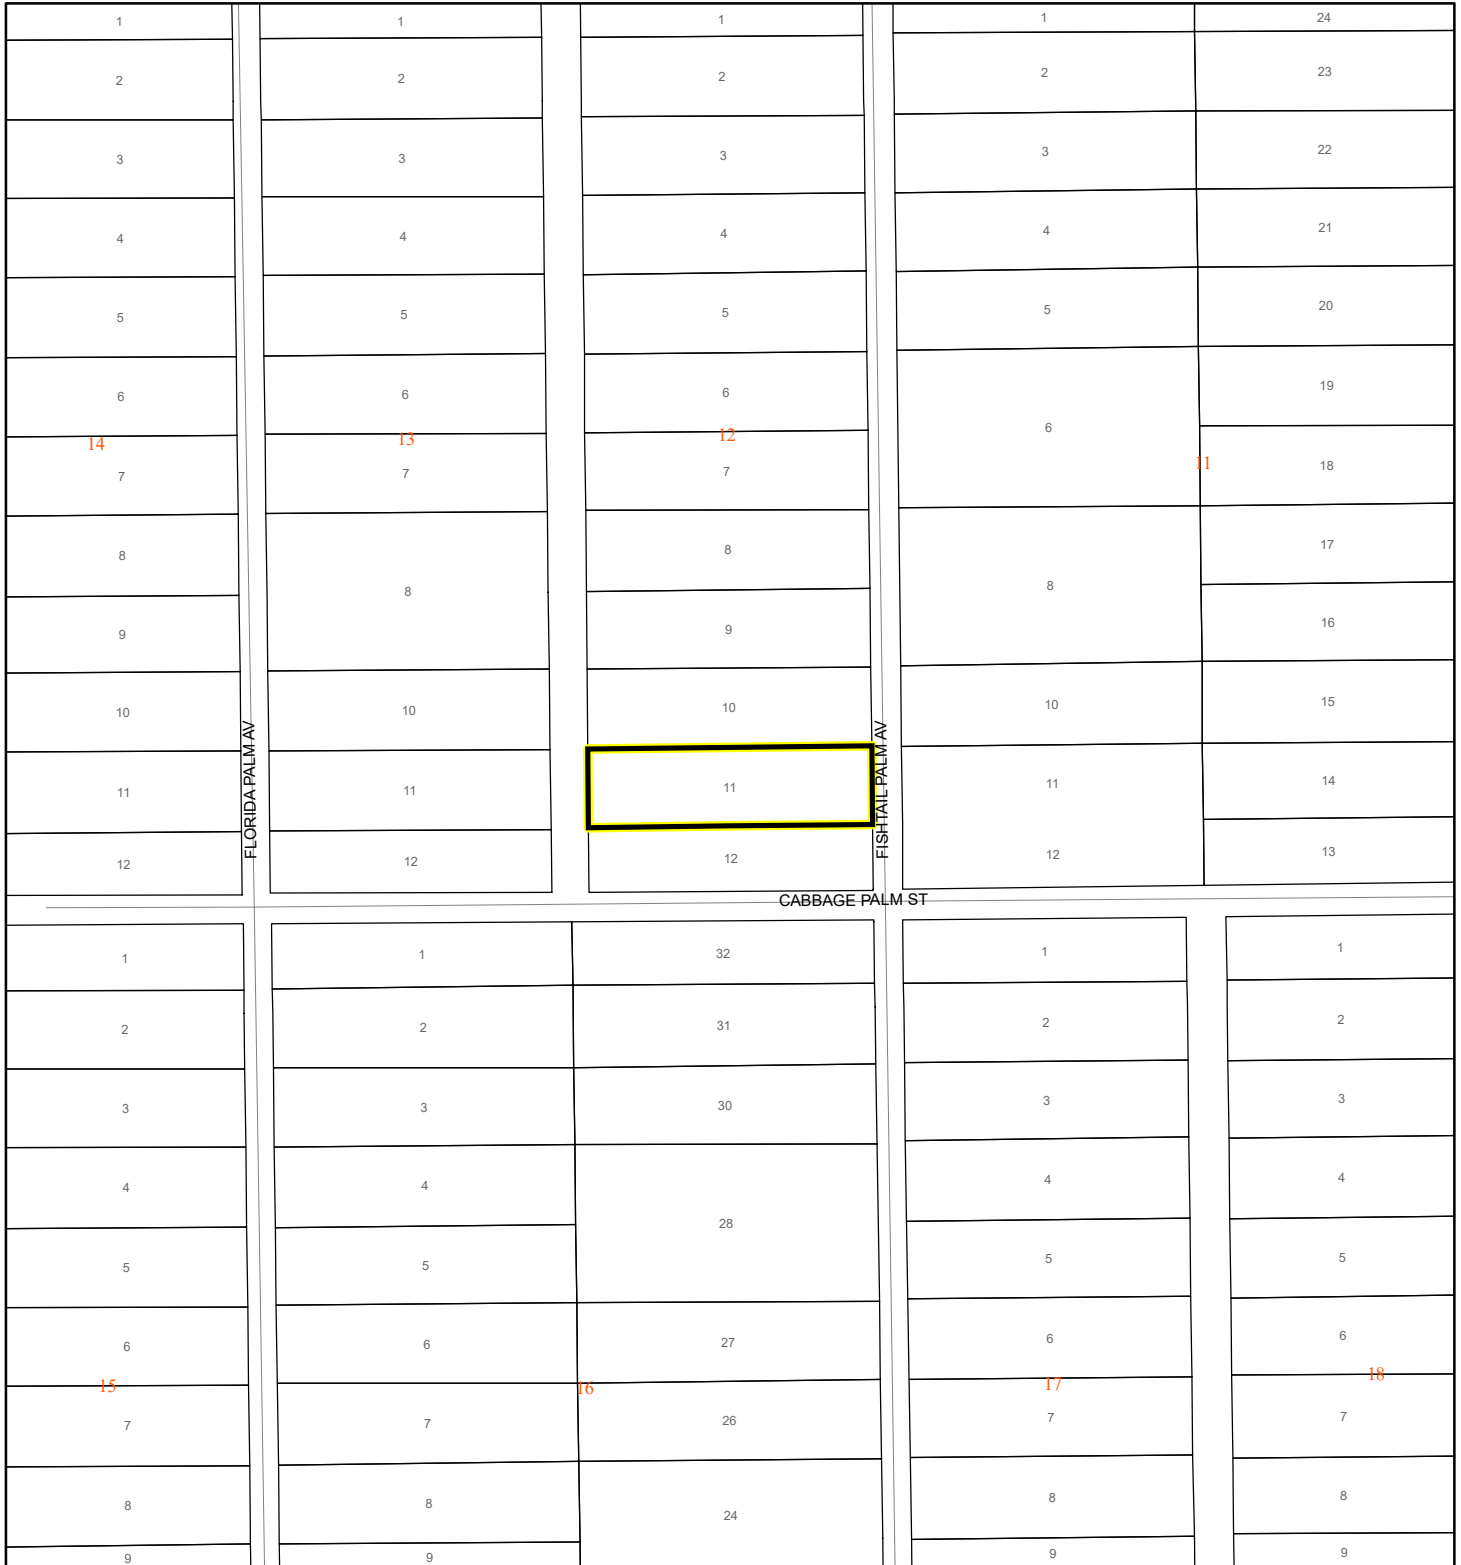 1 1 1 1 24
2 2 2 2 23
3 3 3 3 22
4 4 4 4 21
5 5 5 5 20
6 6 6 6 19
14 13 12 11
7 7 7 18
8 8 8 8 17
9 9 16
10 10 10 10 15
FLORIDA PALM AV
FISHTAIL PALM AV
11 11 11 11 14
12 12 12 12 13
CABBAGE PALM ST
1 1 32 1 1
2 2 31 2 2
3 3 30 3 3
4 4 28 4 4
5 5 5 5
6 6 27 6 6
15 16 17 18
7 7 26 7 7
8 8 24 8 8
9 9 9 9